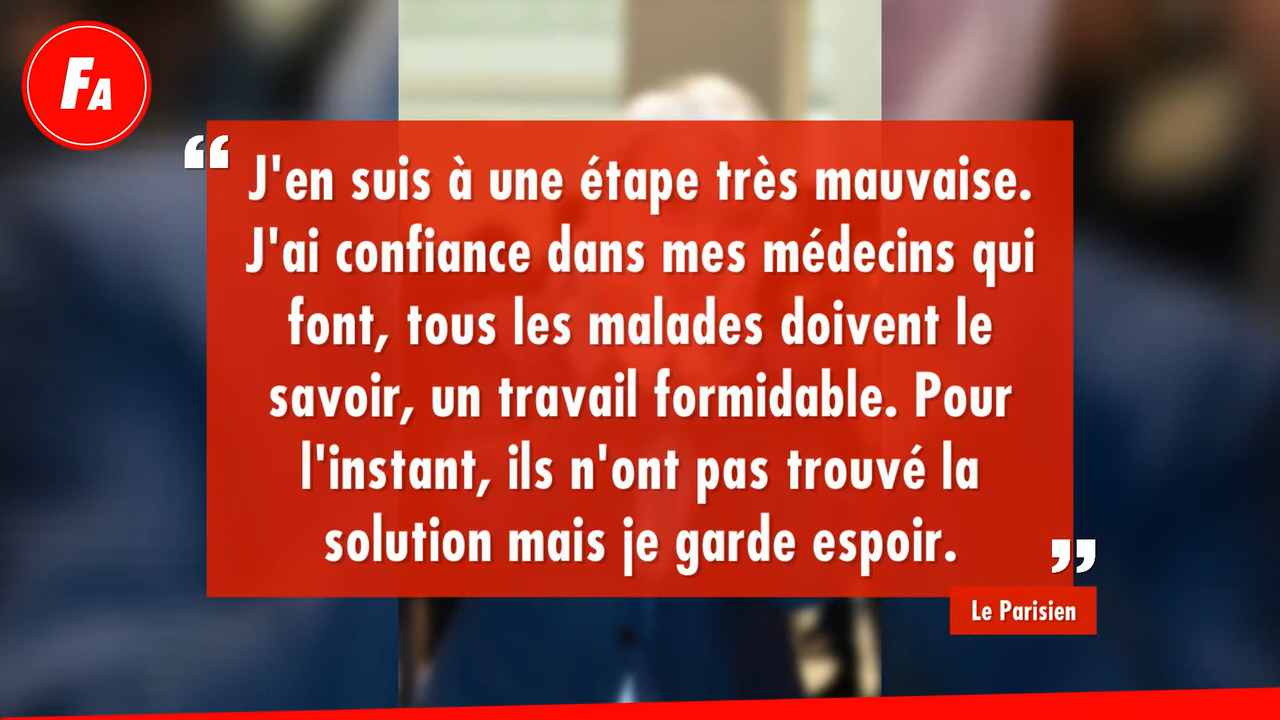 FA
“ J'en suis à une étape très mauvaise.
J'ai confiance dans mes médecins qui
font, tous les malades doivent le
savoir, un travail formidable. Pour
l'instant, ils n'ont pas trouvé la
solution mais je garde espoir. ”
Le Parisien